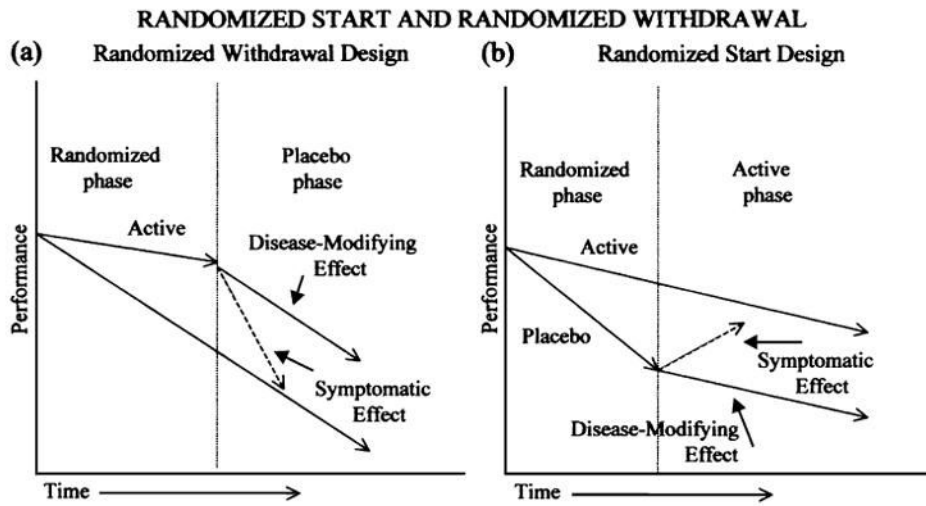 RANDOMIZED START AND RANDOMIZED WITHDRAWAL
(a) Randomized Withdrawal Design
Randomized
phase
Placebo
phase
Active
Disease-Modifying
Effect
Symptomatic
Effect
Performance
Time
(b) Randomized Start Design
Randomized
phase
Active
phase
Active
Placebo
Symptomatic
Effect
Disease-Modifying
Effect
Performance
Time